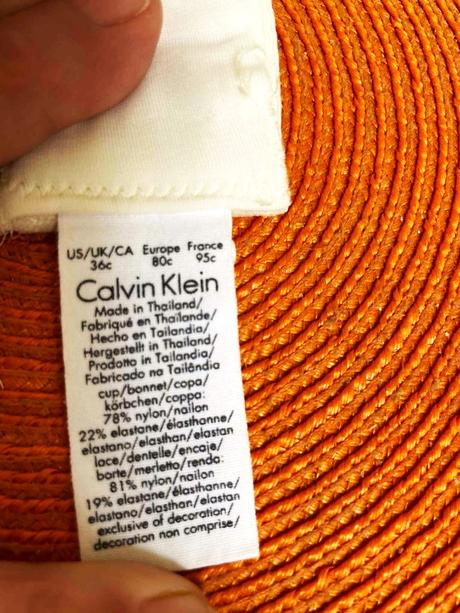 US/UK/CA Europe France
36c 80c 95c
Calvin Klein
Made in Thailand/
Fabriqué en Thaïlande/
Hecho en Tailandia/
Hergestellt in Thailand/
Prodotto in Tailandia/
Fabricado na Tailândia
cup/bonnet/copa/
körbchen/coppa:
78% nylon/nailon
22% elastane/élasthanne/
elastano/elasthan/elastan
lace/dentelle/encaje/
borte/merletto/renda:
81% nylon/nailon
19% elastane/élasthanne/
elastano/elasthan/elastan
exclusive of decoration/
decoration non comprise/